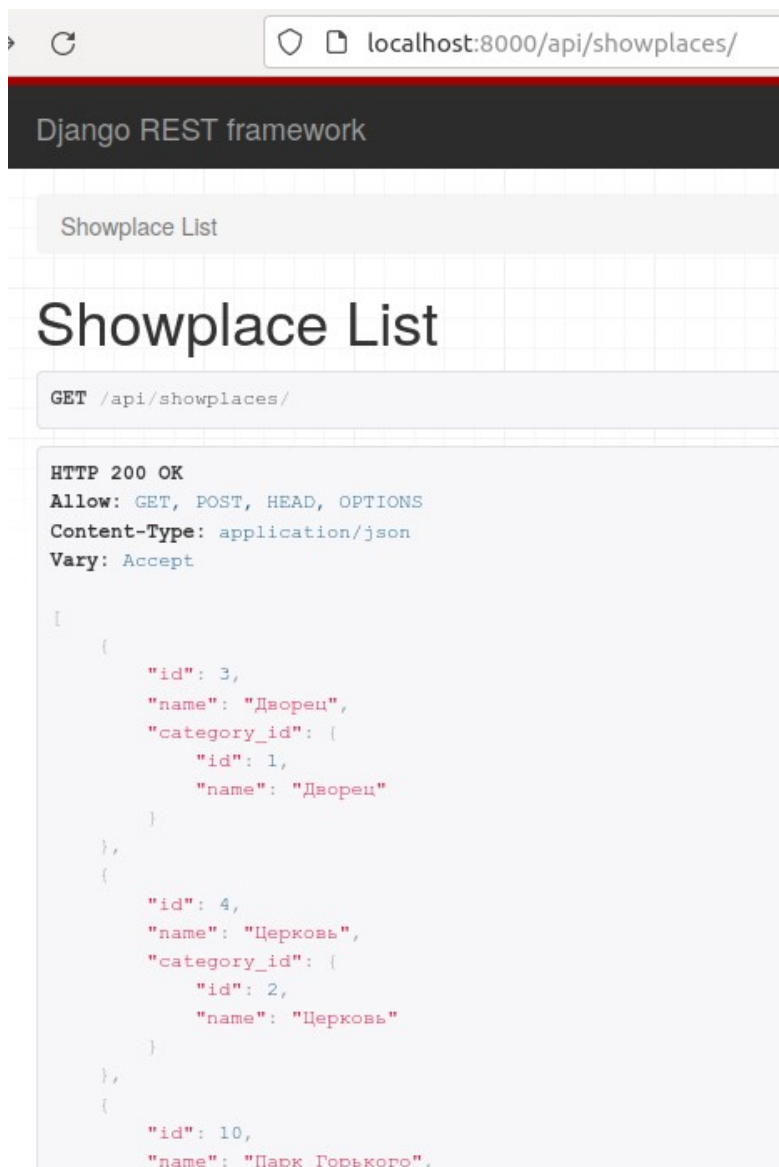 localhost:8000/api/showplaces/
Django REST framework
Showplace List
Showplace List
GET /api/showplaces/
HTTP 200 OK
Allow: GET, POST, HEAD, OPTIONS
Content-Type: application/json
Vary: Accept
[
{
"id": 3,
"name": "Дворец",
"category_id": {
"id": 1,
"name": "Дворец"
}
},
{
"id": 4,
"name": "Церковь",
"category_id": {
"id": 2,
"name": "Церковь"
}
},
{
"id": 10,
"name": "Парк Горького",